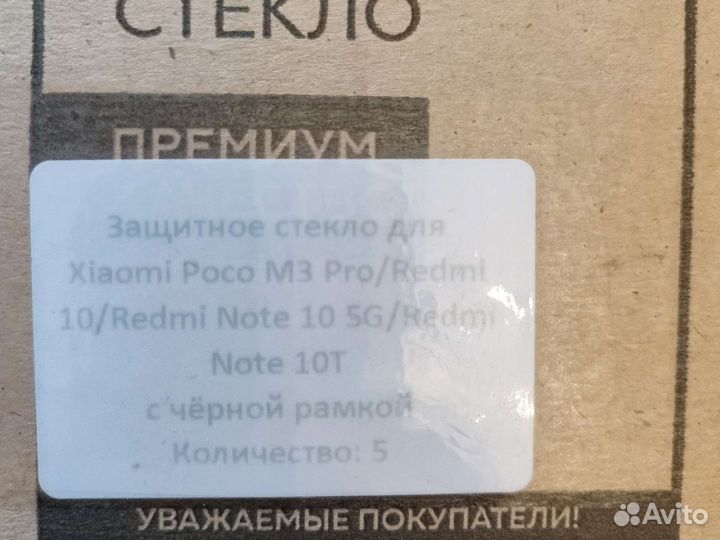 СТЕКЛО
ПРЕМИУМ
Защитное стекло для
Xiaomi Poco M3 Pro/Redmi
10/Redmi Note 10 5G/Redmi
Note 10T
с чёрной рамкой
Количество: 5
УВАЖАЕМЫЕ ПОКУПАТЕЛИ!
Avito